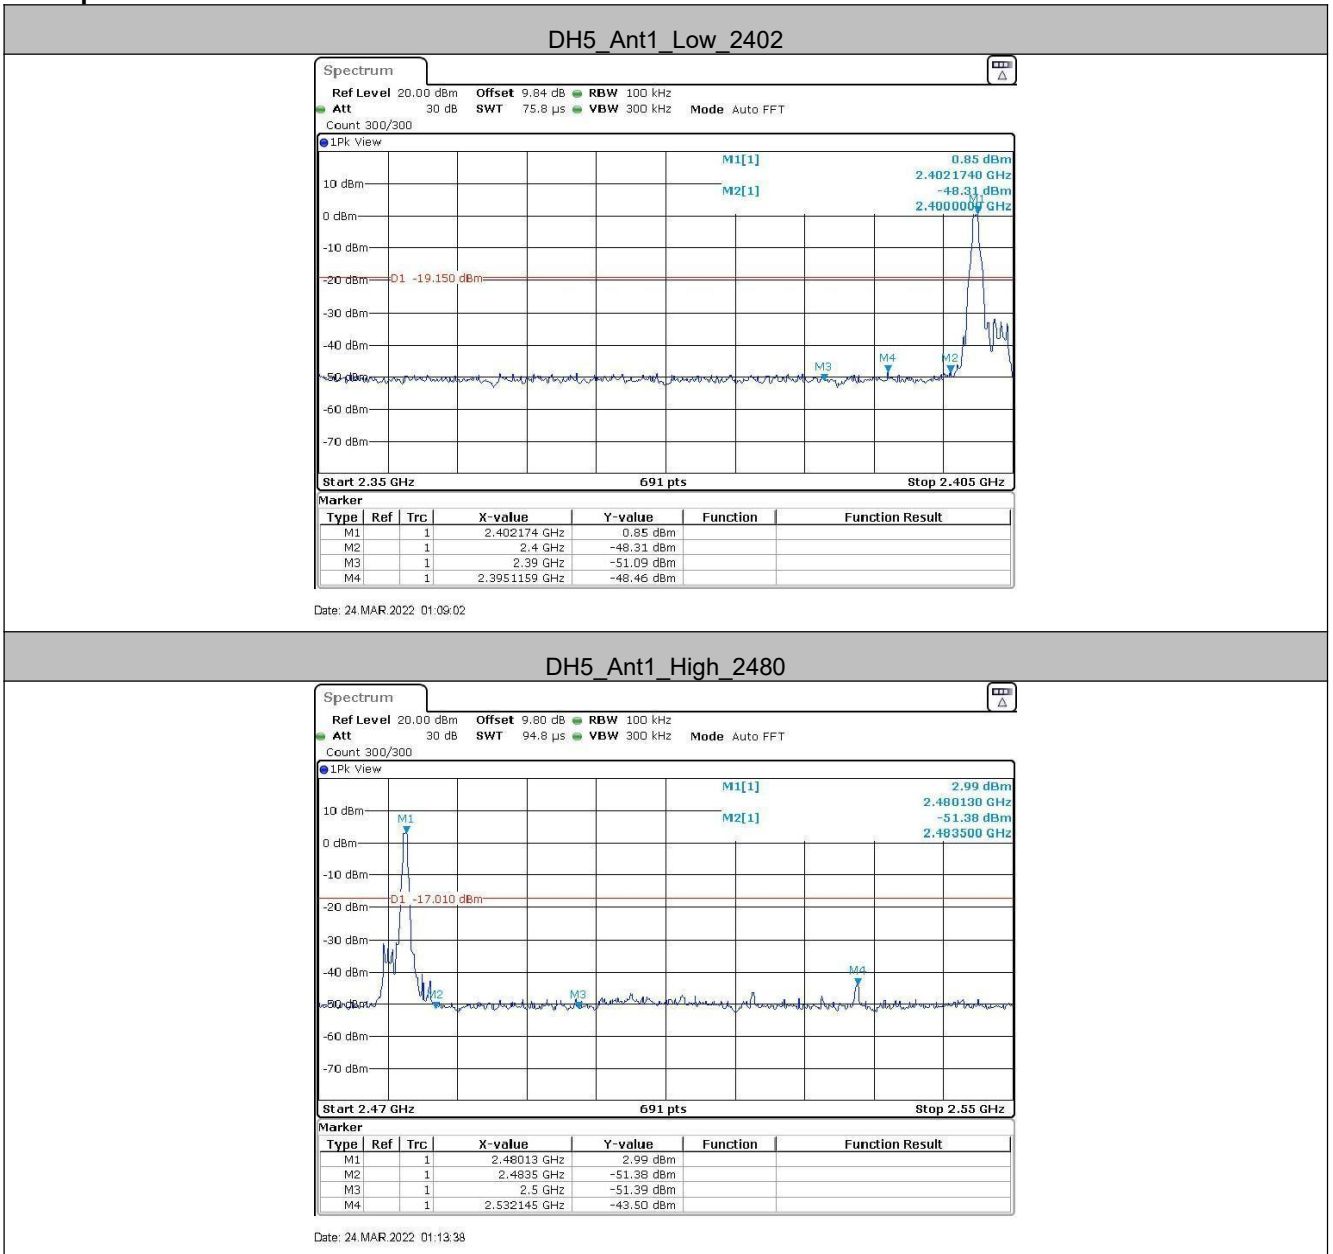 DH5_Ant1_Low_2402
Spectrum
Ref Level 20.00 dBm Offset 9.84 dB RBW 100 kHz
Att 30 dB SWT 75.8 µs VBW 300 kHz Mode Auto FFT
Count 300/300
1Pk View
M1[1] 0.85 dBm
2.4021740 GHz
10 dBm
M2[1] -48.31 dBm
2.4000000 GHz
M1
0 dBm
-10 dBm
-20 dBm
D1 -19.150 dBm
-30 dBm
-40 dBm
M3 M4 M2
-50 dBm
-60 dBm
-70 dBm
Start 2.35 GHz 691 pts Stop 2.405 GHz
Marker
Type Ref Trc X-value Y-value Function Function Result
M1 1 2.402174 GHz 0.85 dBm
M2 1 2.4 GHz -48.31 dBm
M3 1 2.39 GHz -51.09 dBm
M4 1 2.3951159 GHz -48.46 dBm
Date: 24.MAR.2022 01:09:02
DH5_Ant1_High_2480
Spectrum
Ref Level 20.00 dBm Offset 9.80 dB RBW 100 kHz
Att 30 dB SWT 94.8 µs VBW 300 kHz Mode Auto FFT
Count 300/300
1Pk View
M1[1] 2.99 dBm
2.480130 GHz
10 dBm
M1
M2[1] -51.38 dBm
2.483500 GHz
0 dBm
-10 dBm
D1 -17.010 dBm
-20 dBm
-30 dBm
-40 dBm
M4
M2 M3
-50 dBm
-60 dBm
-70 dBm
Start 2.47 GHz 691 pts Stop 2.55 GHz
Marker
Type Ref Trc X-value Y-value Function Function Result
M1 1 2.48013 GHz 2.99 dBm
M2 1 2.4835 GHz -51.38 dBm
M3 1 2.5 GHz -51.39 dBm
M4 1 2.532145 GHz -43.50 dBm
Date: 24.MAR.2022 01:13:38